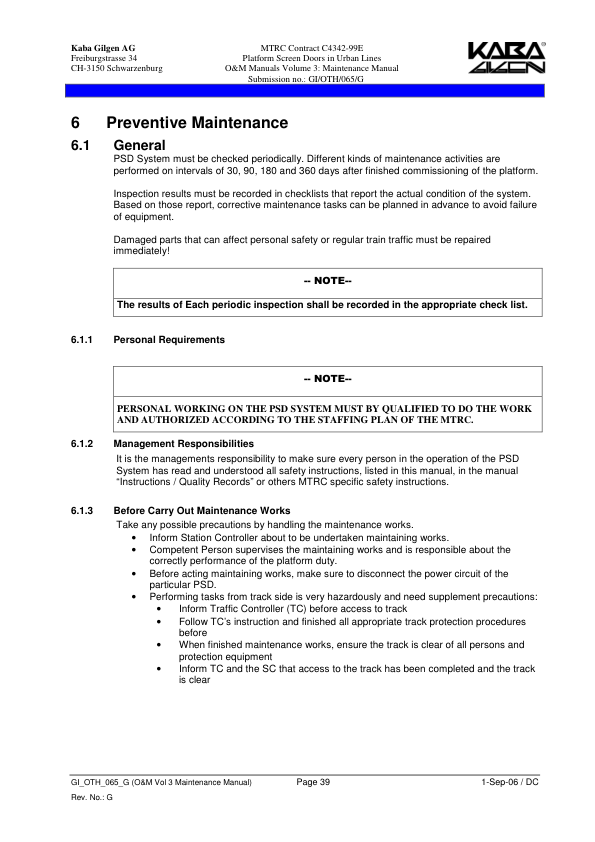 Kaba Gilgen AG
Freiburgstrasse 34
CH-3150 Schwarzenburg
MTRC Contract C4342-99E
Platform Screen Doors in Urban Lines
O&M Manuals Volume 3: Maintenance Manual
Submission no.: GI/OTH/065/G
KABA®
GILGEN
6 Preventive Maintenance
6.1 General
PSD System must be checked periodically. Different kinds of maintenance activities are
performed on intervals of 30, 90, 180 and 360 days after finished commissioning of the platform.
Inspection results must be recorded in checklists that report the actual condition of the system.
Based on those report, corrective maintenance tasks can be planned in advance to avoid failure
of equipment.
Damaged parts that can affect personal safety or regular train traffic must be repaired
immediately!
-- NOTE--
The results of Each periodic inspection shall be recorded in the appropriate check list.
6.1.1 Personal Requirements
-- NOTE--
PERSONAL WORKING ON THE PSD SYSTEM MUST BY QUALIFIED TO DO THE WORK
AND AUTHORIZED ACCORDING TO THE STAFFING PLAN OF THE MTRC.
6.1.2 Management Responsibilities
It is the managements responsibility to make sure every person in the operation of the PSD
System has read and understood all safety instructions, listed in this manual, in the manual
“Instructions / Quality Records” or others MTRC specific safety instructions.
6.1.3 Before Carry Out Maintenance Works
Take any possible precautions by handling the maintenance works.
• Inform Station Controller about to be undertaken maintaining works.
• Competent Person supervises the maintaining works and is responsible about the
correctly performance of the platform duty.
• Before acting maintaining works, make sure to disconnect the power circuit of the
particular PSD.
• Performing tasks from track side is very hazardously and need supplement precautions:
• Inform Traffic Controller (TC) before access to track
• Follow TC’s instruction and finished all appropriate track protection procedures
before
• When finished maintenance works, ensure the track is clear of all persons and
protection equipment
• Inform TC and the SC that access to the track has been completed and the track
is clear
GI_OTH_065_G (O&M Vol 3 Maintenance Manual) Page 39 1-Sep-06 / DC
Rev. No.: G